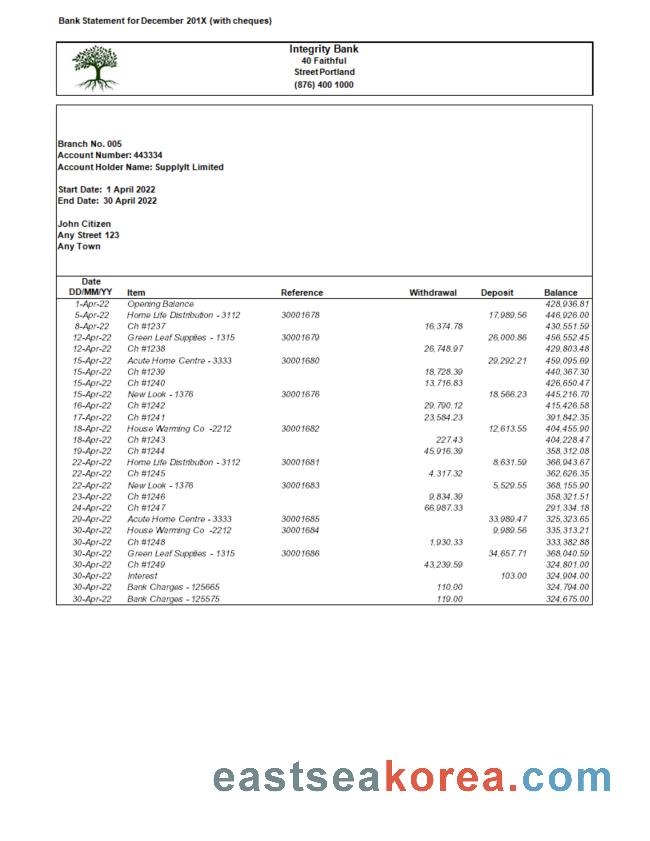 Bank Statement for December 201X (with cheques)
Integrity Bank
40 Faithful
Street Portland
(876) 400 1000
Branch No. 005
Account Number: 443334
Account Holder Name: SupplyIt Limited
Start Date: 1 April 2022
End Date: 30 April 2022
John Citizen
Any Street 123
Any Town
Date
DD/MM/YY Item Reference Withdrawal Deposit Balance
1-Apr-22 Opening Balance 428,936.81
5-Apr-22 Home Life Distribution - 3112 30001678 17,989.56 446,926.00
8-Apr-22 Ch #1237 16,374.78 430,551.59
12-Apr-22 Green Leaf Supplies - 1315 30001679 26,000.86 456,552.45
12-Apr-22 Ch #1238 26,748.97 429,803.48
15-Apr-22 Acute Home Centre - 3333 30001680 29,292.21 459,095.69
15-Apr-22 Ch #1239 18,728.39 440,367.30
15-Apr-22 Ch #1240 13,716.83 426,650.47
15-Apr-22 New Look - 1376 30001676 18,566.23 445,216.70
16-Apr-22 Ch #1242 29,790.12 415,426.58
17-Apr-22 Ch #1241 23,584.23 391,842.35
18-Apr-22 House Warming Co -2212 30001682 12,613.55 404,455.90
18-Apr-22 Ch #1243 227.43 404,228.47
19-Apr-22 Ch #1244 45,916.39 358,312.08
22-Apr-22 Home Life Distribution - 3112 30001681 8,631.59 366,943.67
22-Apr-22 Ch #1245 4,317.32 362,626.35
22-Apr-22 New Look - 1376 30001683 5,529.55 368,155.90
23-Apr-22 Ch #1246 9,834.39 358,321.51
24-Apr-22 Ch #1247 66,987.33 291,334.18
29-Apr-22 Acute Home Centre - 3333 30001685 33,989.47 325,323.65
30-Apr-22 House Warming Co -2212 30001684 9,989.56 335,313.21
30-Apr-22 Ch #1248 1,930.33 333,382.88
30-Apr-22 Green Leaf Supplies - 1315 30001686 34,657.71 368,040.59
30-Apr-22 Ch #1249 43,239.59 324,801.00
30-Apr-22 Interest 103.00 324,904.00
30-Apr-22 Bank Charges - 125665 110.00 324,794.00
30-Apr-22 Bank Charges - 125575 119.00 324,675.00
eastseakorea.com